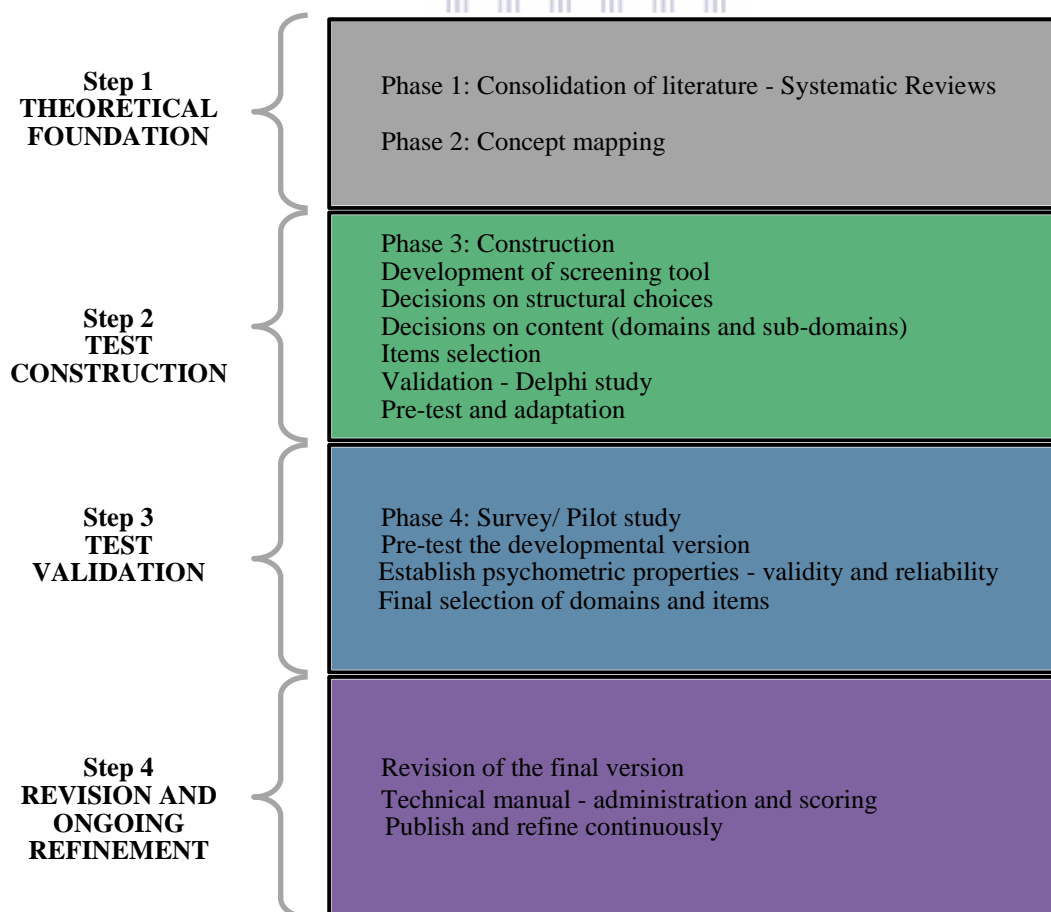 Step 1
THEORETICAL
FOUNDATION
Phase 1: Consolidation of literature - Systematic Reviews
Phase 2: Concept mapping
Step 2
TEST
CONSTRUCTION
Phase 3: Construction
Development of screening tool
Decisions on structural choices
Decisions on content (domains and sub-domains)
Items selection
Validation - Delphi study
Pre-test and adaptation
Step 3
TEST
VALIDATION
Phase 4: Survey/ Pilot study
Pre-test the developmental version
Establish psychometric properties - validity and reliability
Final selection of domains and items
Step 4
REVISION AND
ONGOING
REFINEMENT
Revision of the final version
Technical manual - administration and scoring
Publish and refine continuously